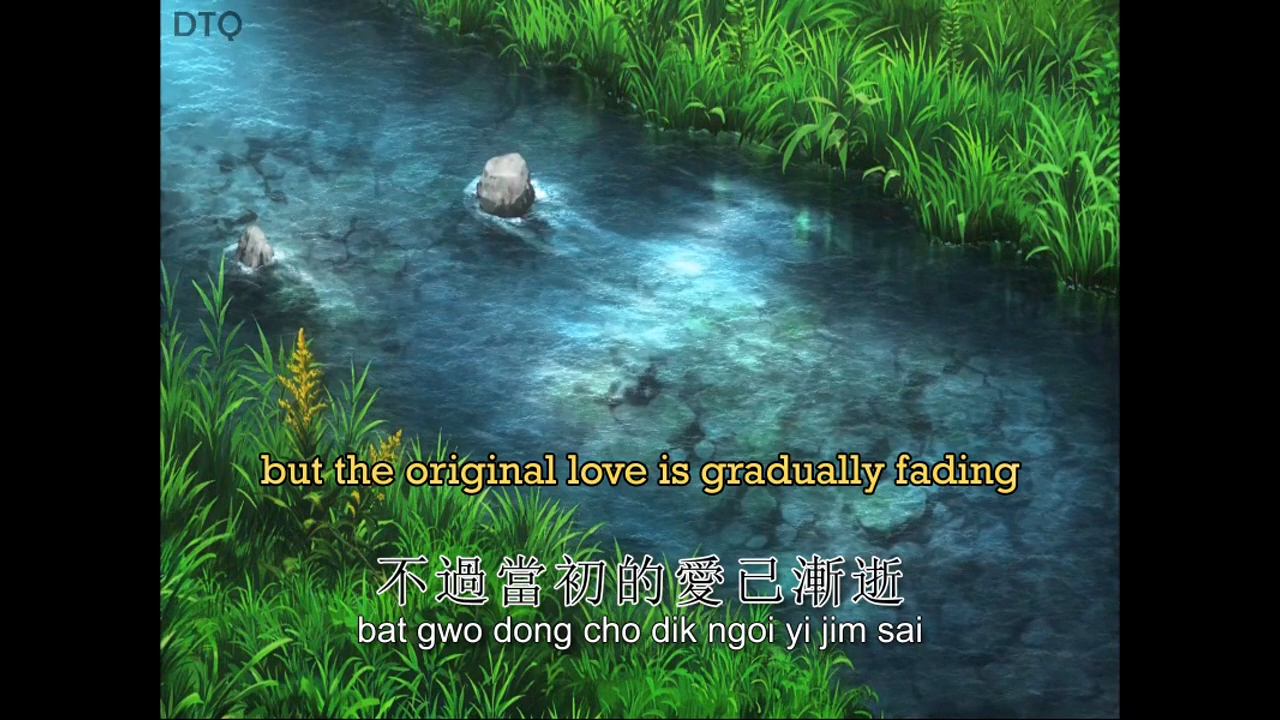 DTQ
but the original love is gradually fading
不過當初的愛已漸逝
bat gwo dong cho dik ngoi yi jim sai